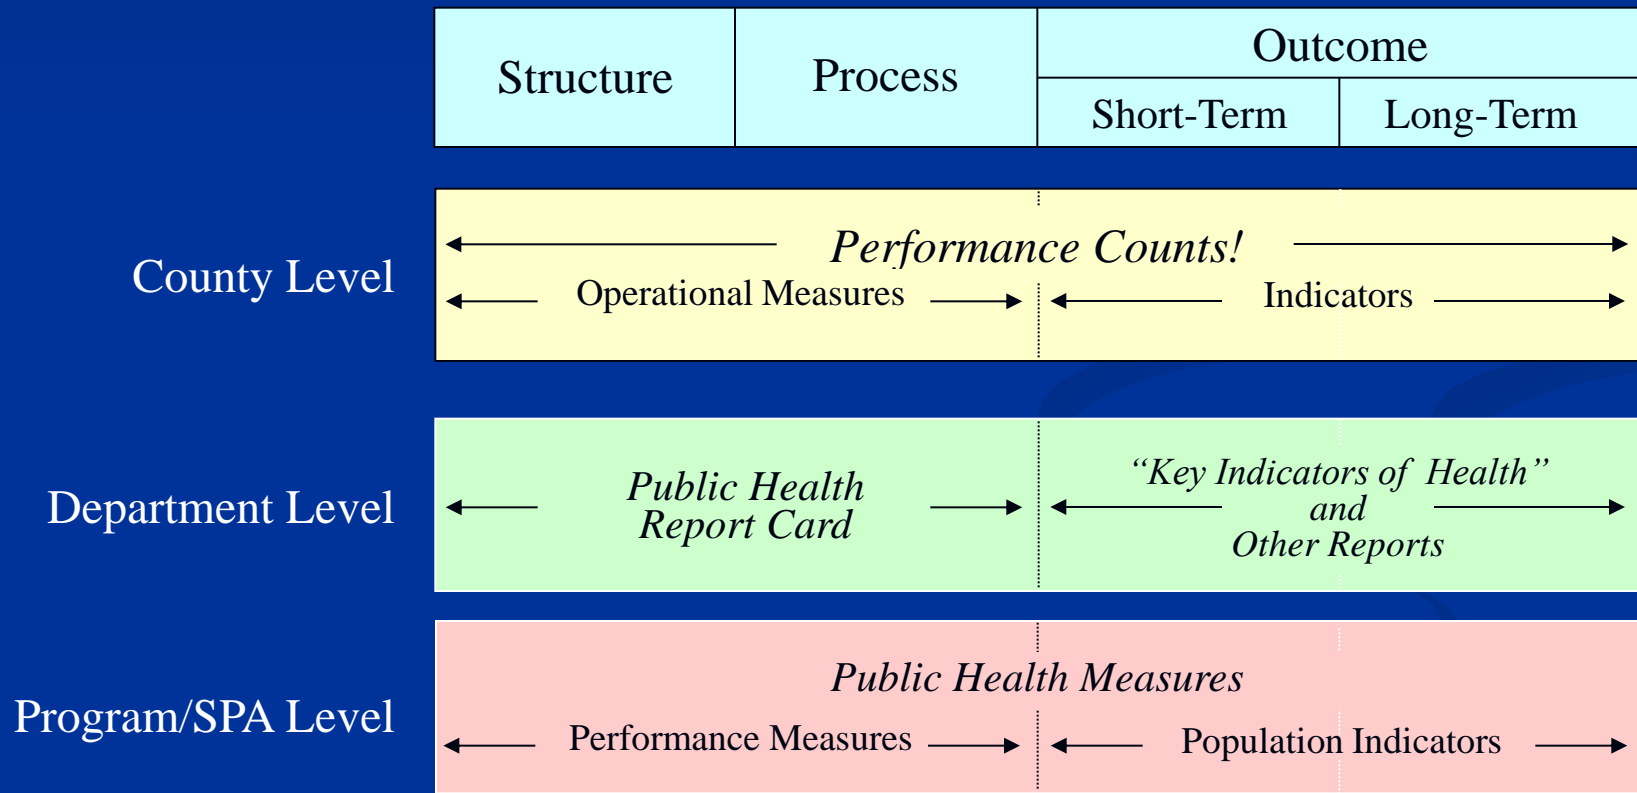 Structure
Process
Outcome
Short-Term
Long-Term
County Level
Performance Counts!
Operational Measures
Indicators
Department Level
Public Health
Report Card
“Key Indicators of Health”
and
Other Reports
Program/SPA Level
Public Health Measures
Performance Measures
Population Indicators